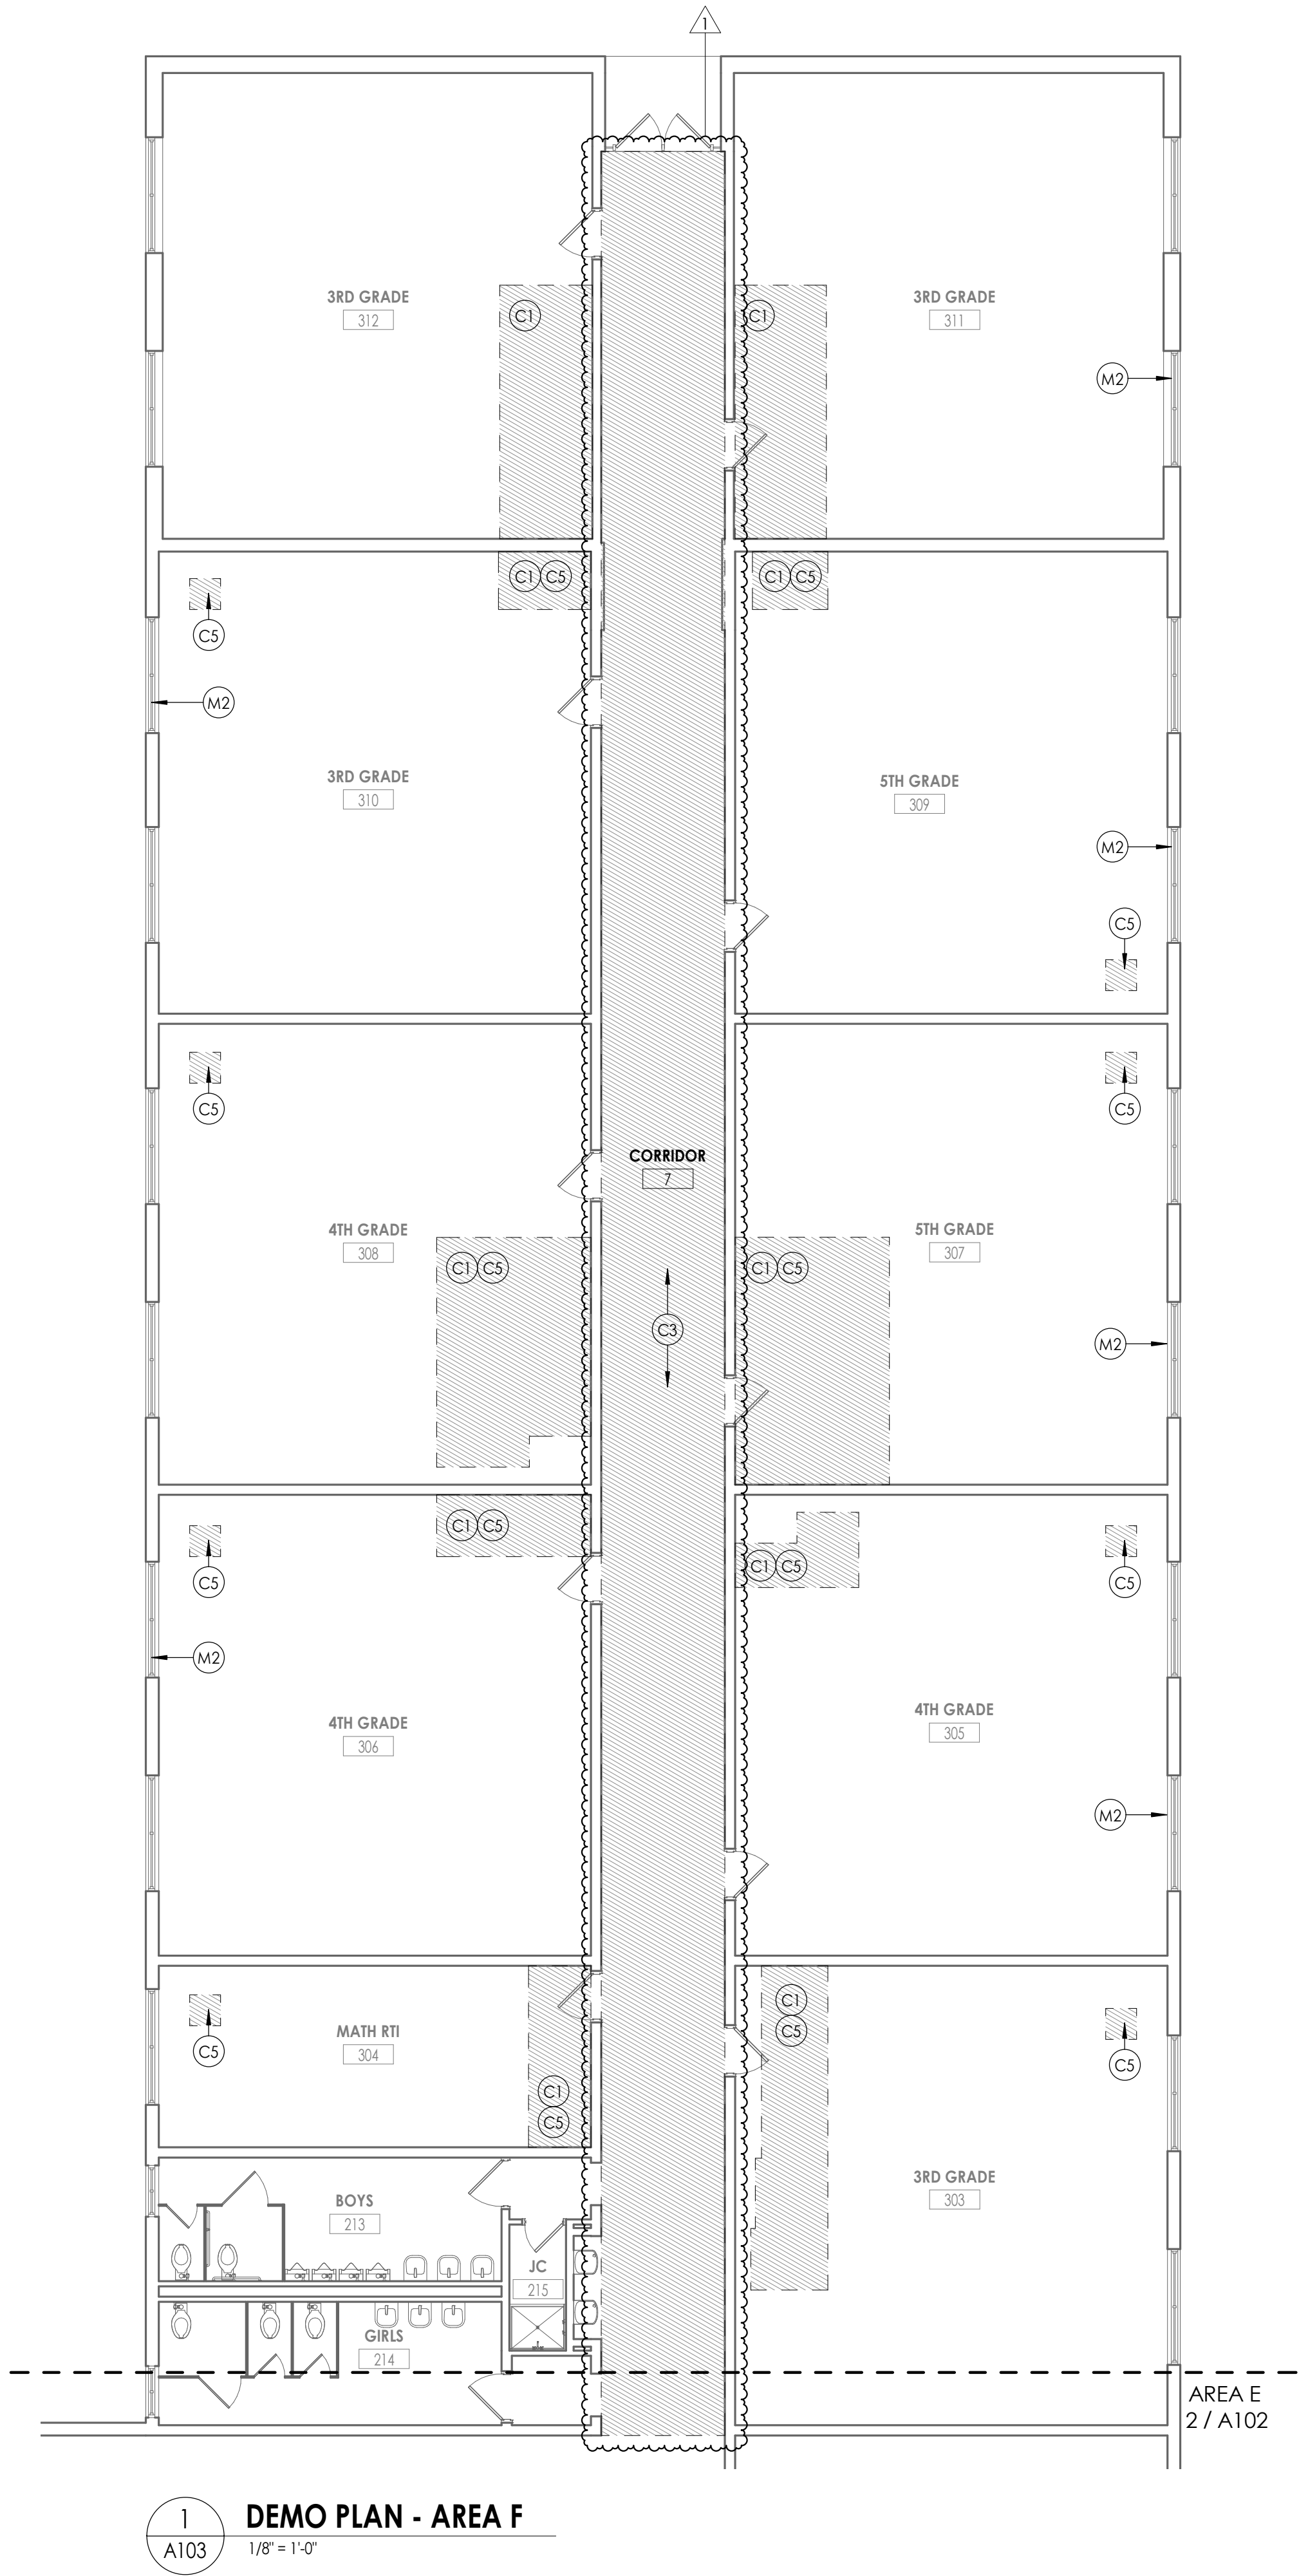 1
3RD GRADE
312
C1
C1
3RD GRADE
311
M2
C1 C5
C1 C5
C5
M2
3RD GRADE
310
5TH GRADE
309
M2
C5
C5
C5
CORRIDOR
7
4TH GRADE
308
5TH GRADE
307
C1 C5
C1 C5
C3
M2
C1 C5
C1 C5
C5
C5
M2
4TH GRADE
306
4TH GRADE
305
M2
C1
C5
C5
C5
MATH RTI
304
C1
C5
3RD GRADE
303
BOYS
213
JC
215
GIRLS
214
AREA E
2 / A102
1
A103
DEMO PLAN - AREA F
1/8" = 1'-0"